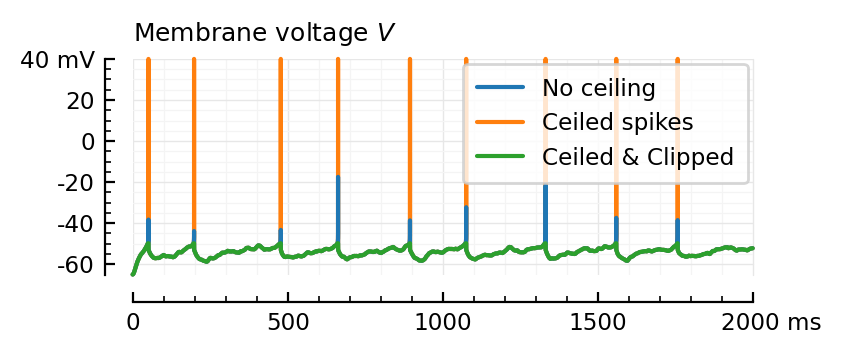 Membrane voltage V
40 mV
20
0
-20
-40
-60
No ceiling
Ceiled spikes
Ceiled & Clipped
0 500 1000 1500 2000 ms